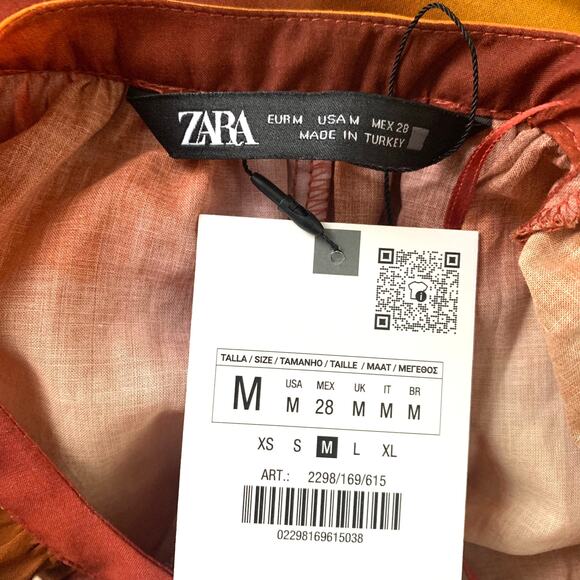 ZARA
EUR M USA M MEX 28
MADE IN TURKEY
TALLA / SIZE / TAMANHO / TAILLE / MAAT / ΜΕΓΕΘΟΣ
M
USA MEX UK IT BR
M 28 M M M
XS S M L XL
ART.: 2298/169/615
02298169615038